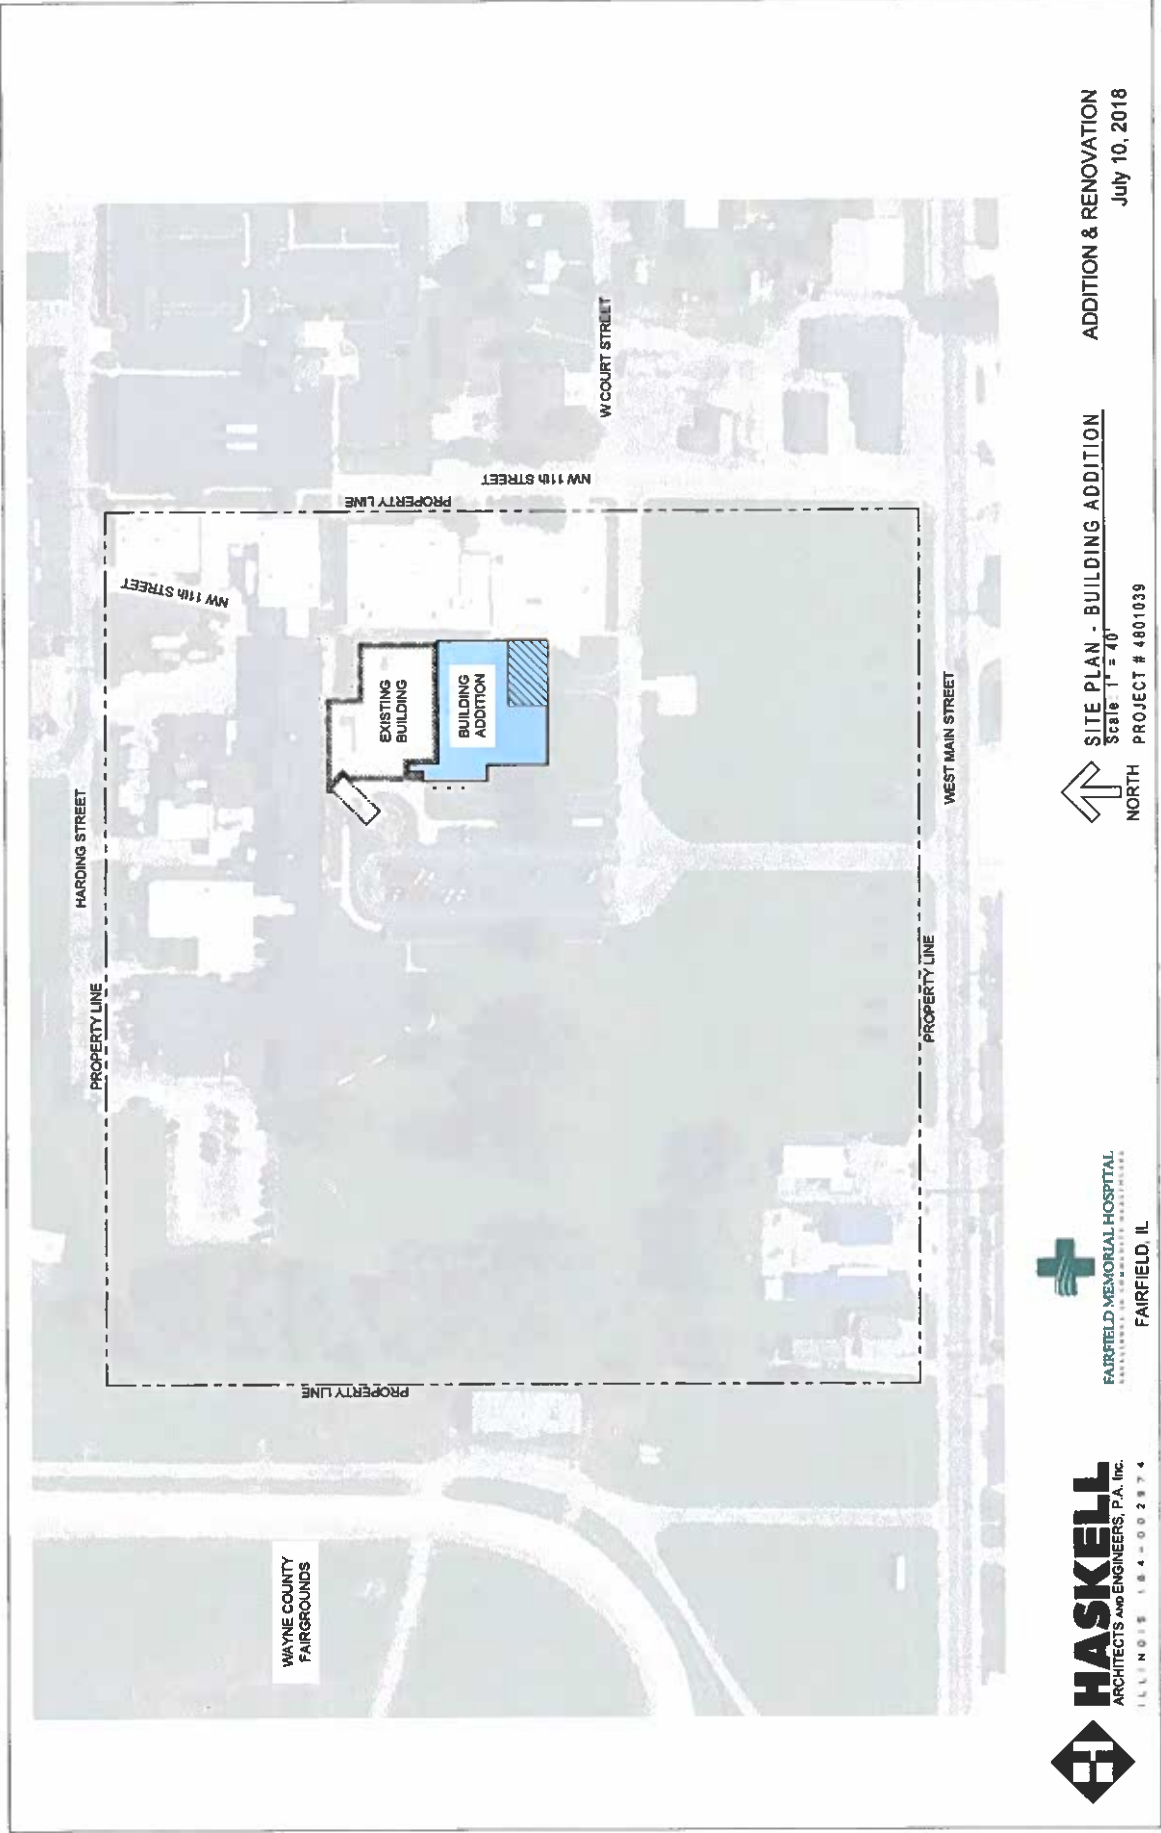 HARDING STREET
PROPERTY LINE
NW 11th STREET
PROPERTY LINE
NW 11th STREET
W COURT STREET
EXISTING
BUILDING
BUILDING
ADDITION
PROPERTY LINE
WAYNE COUNTY
FAIRGROUNDS
PROPERTY LINE
WEST MAIN STREET
HASKELL
ARCHITECTS AND ENGINEERS, P.A. Inc.
ILLINOIS 184-002974
FAIRFIELD MEMORIAL HOSPITAL
FAIRFIELD, IL
NORTH
SITE PLAN - BUILDING ADDITION
Scale: 1" = 40'
PROJECT # 4801039
ADDITION & RENOVATION
July 10, 2018